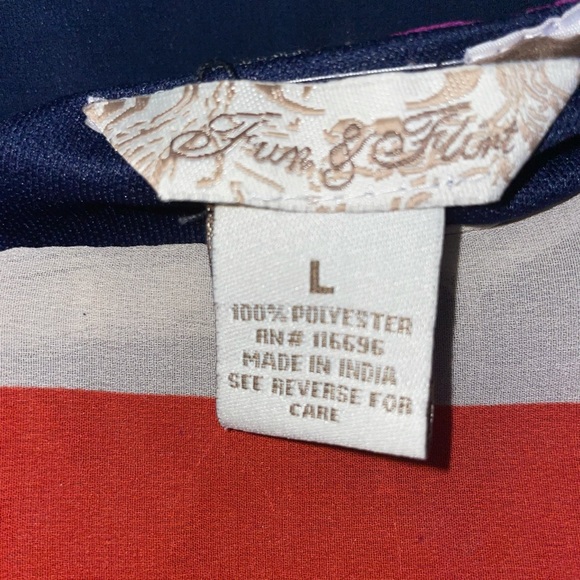 Fun & Flirt
L
100% POLYESTER
RN# 116696
MADE IN INDIA
SEE REVERSE FOR
CARE